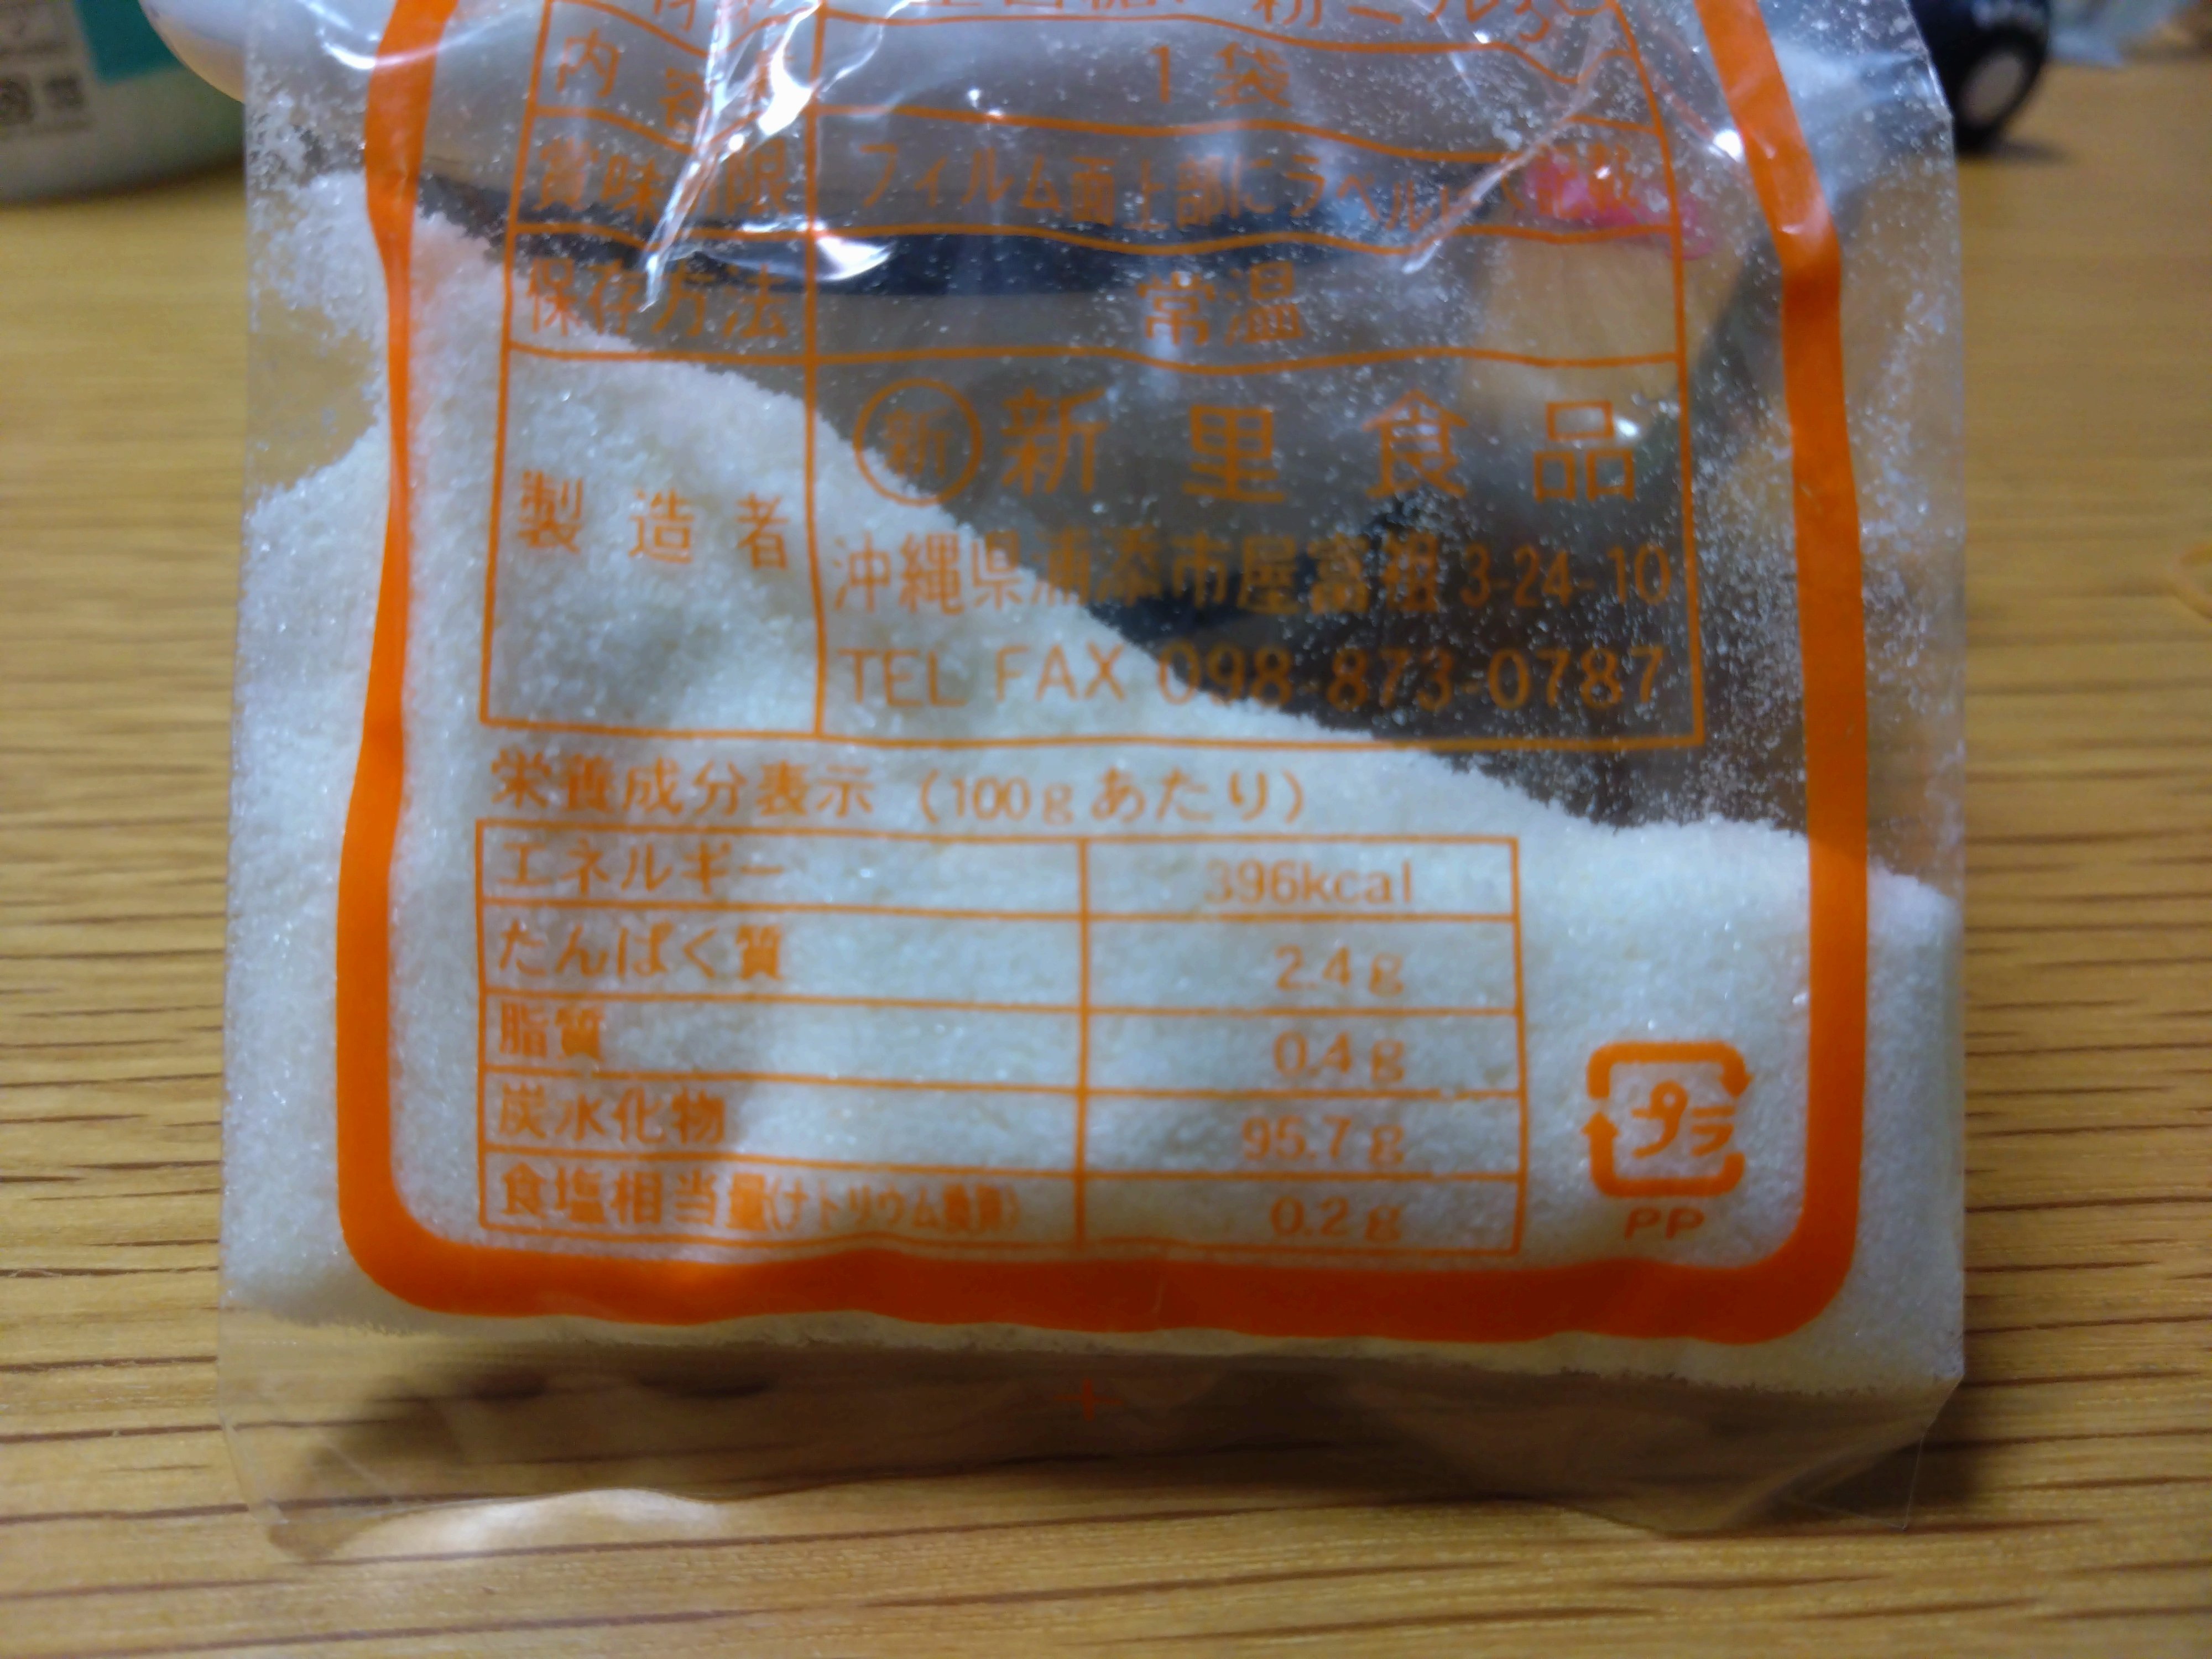 内容量 1袋
賞味期限 フィルム面上部にラベルにて記載
保存方法 常温
製造者
新 新里食品
沖縄県浦添市屋富祖3-24-10
TEL FAX 098-873-0787
栄養成分表示（100gあたり）
エネルギー 396kcal
たんぱく質 2.4g
脂質 0.4g
炭水化物 95.7g
食塩相当量(ナトリウム換算) 0.2g
プラ
PP